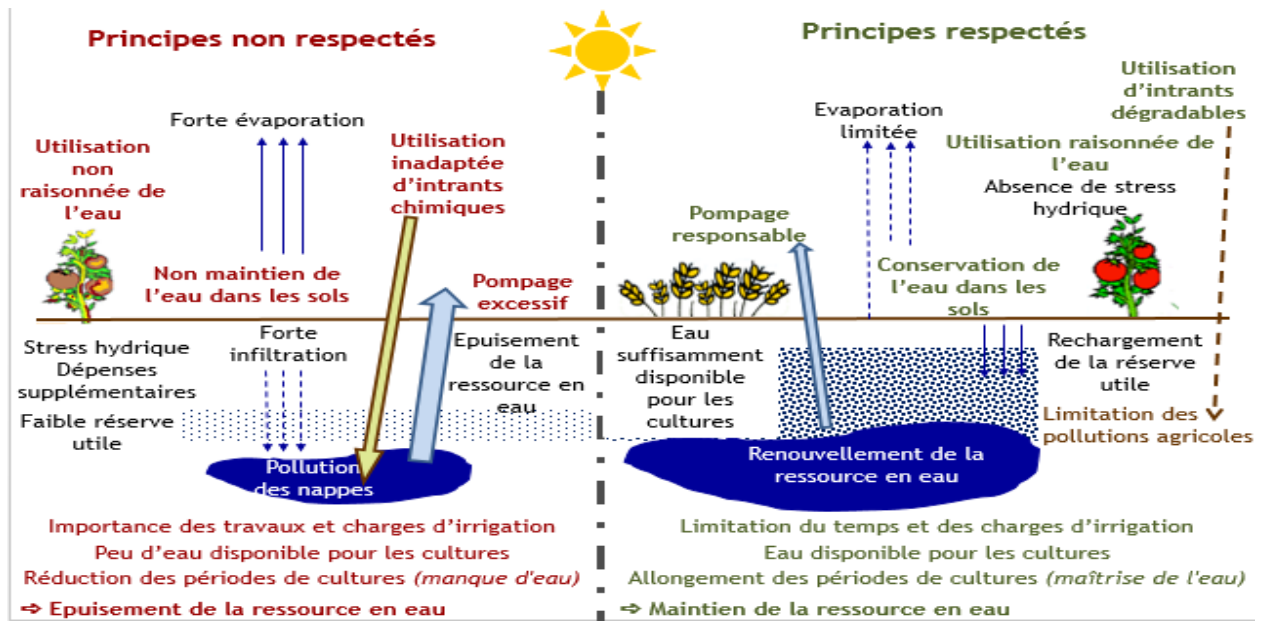 Principes non respectés
Forte évaporation
Utilisation
non
raisonnée de
l’eau
Utilisation
inadaptée
d’intrants
chimiques
Non maintien de
l’eau dans les sols
Pompage
excessif
Stress hydrique
Dépenses
supplémentaires
Forte
infiltration
Epuisement
de la
ressource en
eau
Faible réserve
utile
Pollution
des nappes
Importance des travaux et charges d’irrigation
Peu d’eau disponible pour les cultures
Réduction des périodes de cultures (manque d'eau)
⇨ Epuisement de la ressource en eau
Principes respectés
Utilisation
d’intrants
dégradables
Evaporation
limitée
Utilisation raisonnée de
l’eau
Absence de stress
hydrique
Pompage
responsable
Conservation de
l’eau dans les
sols
Eau
suffisamment
disponible
pour les
cultures
Rechargement
de la réserve
utile
Limitation des
pollutions agricoles
Renouvellement de la
ressource en eau
Limitation du temps et des charges d’irrigation
Eau disponible pour les cultures
Allongement des périodes de cultures (maîtrise de l'eau)
⇨ Maintien de la ressource en eau